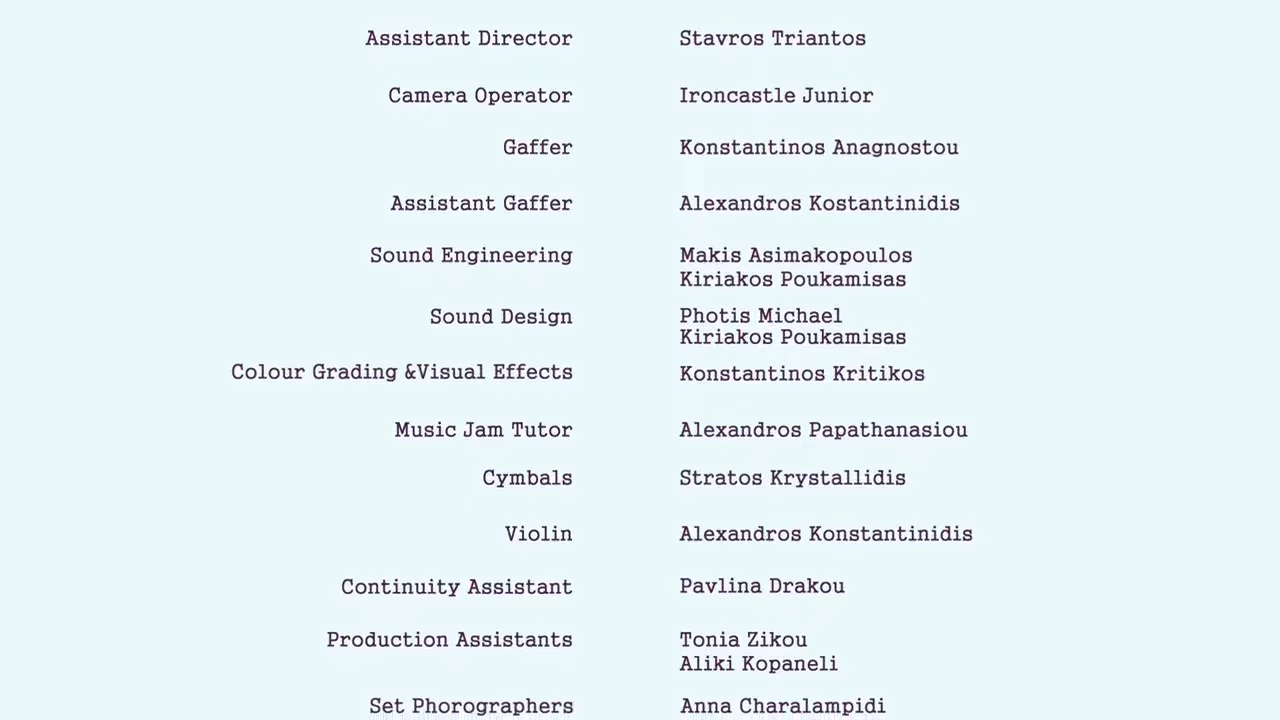 Assistant Director Stavros Triantos
Camera Operator Ironcastle Junior
Gaffer Konstantinos Anagnostou
Assistant Gaffer Alexandros Kostantinidis
Sound Engineering Makis Asimakopoulos
Kiriakos Poukamisas
Sound Design Photis Michael
Kiriakos Poukamisas
Colour Grading &Visual Effects Konstantinos Kritikos
Music Jam Tutor Alexandros Papathanasiou
Cymbals Stratos Krystallidis
Violin Alexandros Konstantinidis
Continuity Assistant Pavlina Drakou
Production Assistants Tonia Zikou
Aliki Kopaneli
Set Phorographers Anna Charalampidi